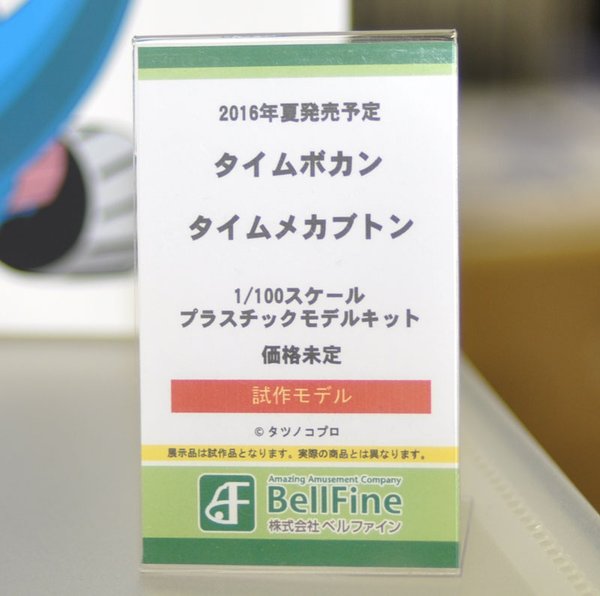 2016年夏発売予定
タイムボカン
タイムメカブトン
1/100スケール
プラスチックモデルキット
価格未定
試作モデル
© タツノコプロ
展示品は試作品となります。実際の商品とは異なります。
Amazing Amusement Company
BellFine
株式会社ベルファイン